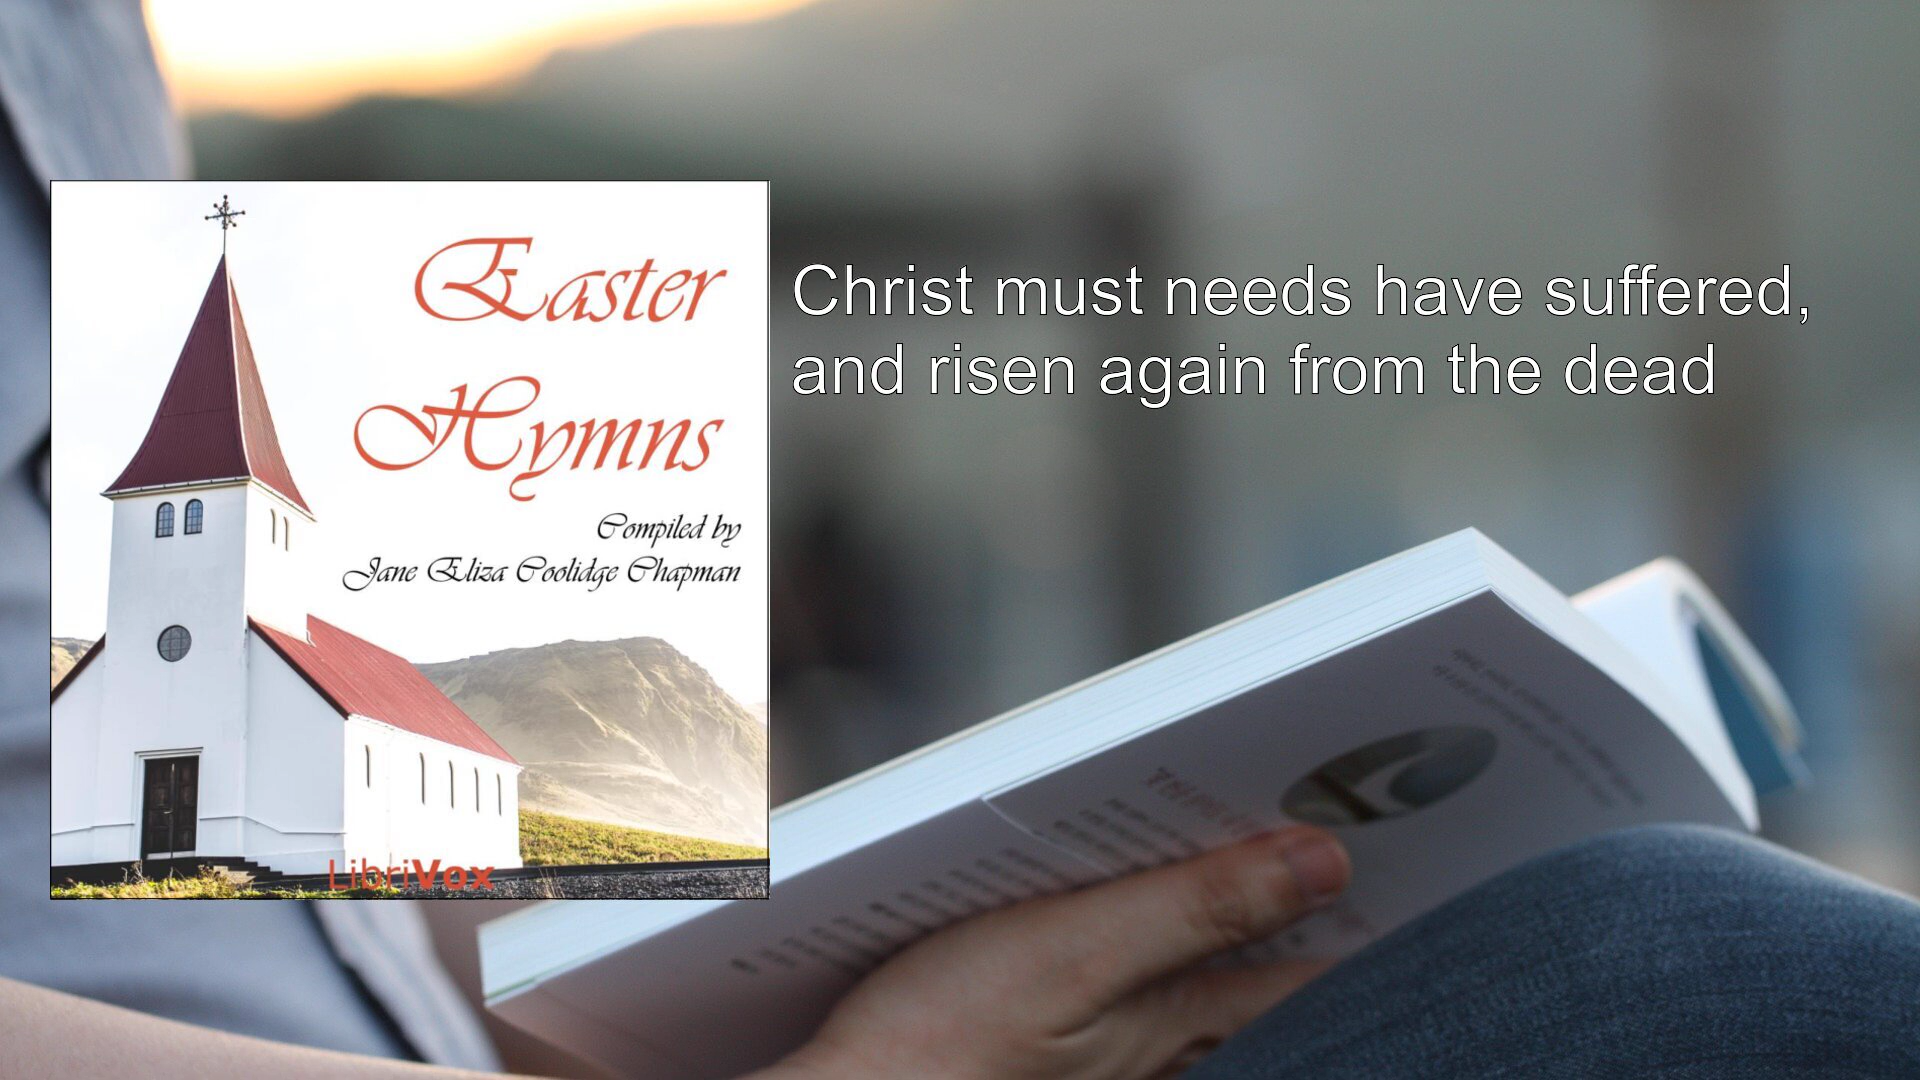 Easter
Hymns
Compiled by
Jane Eliza Coolidge Chapman
LibriVox
Christ must needs have suffered,
and risen again from the dead